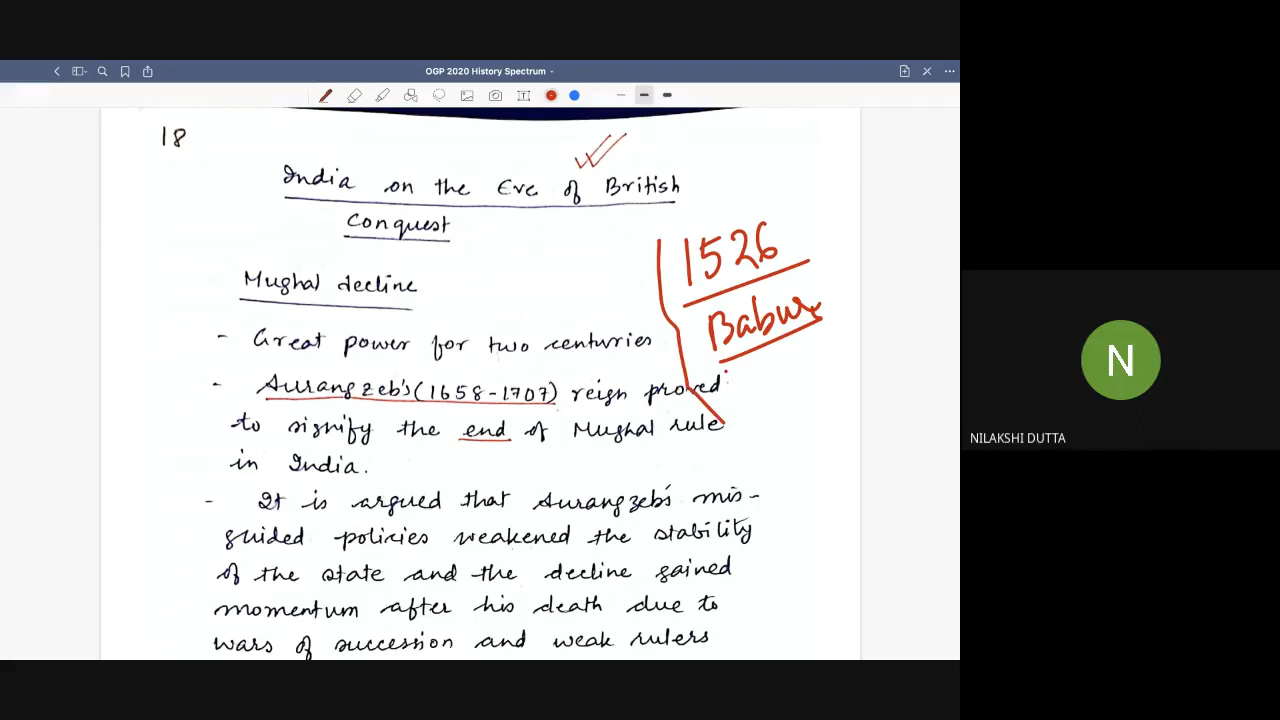 OGP 2020 History Spectrum
18
India on the Eve of British
Conquest
1526
Babur
Mughal decline
- Great power for two centuries
- Aurangzeb's (1658-1707) reign proved
to signify the end of Mughal rule
in India.
- It is argued that Aurangzeb's mis-
guided policies weakened the stability
of the state and the decline gained
momentum after his death due to
wars of succession and weak rulers
N
NILAKSHI DUTTA